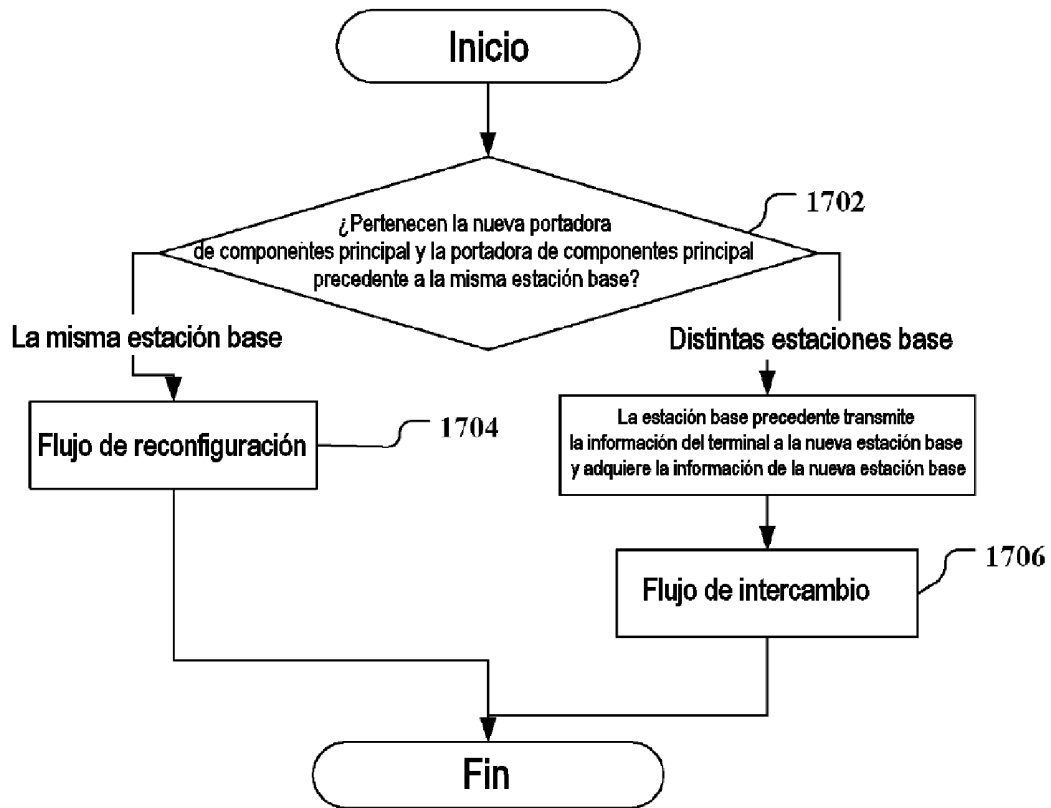 Inicio
1702
¿Pertenecen la nueva portadora
de componentes principal y la portadora de componentes principal
precedente a la misma estación base?
La misma estación base
Distintas estaciones base
Flujo de reconfiguración
1704
La estación base precedente transmite
la información del terminal a la nueva estación base
y adquiere la información de la nueva estación base
1706
Flujo de intercambio
Fin